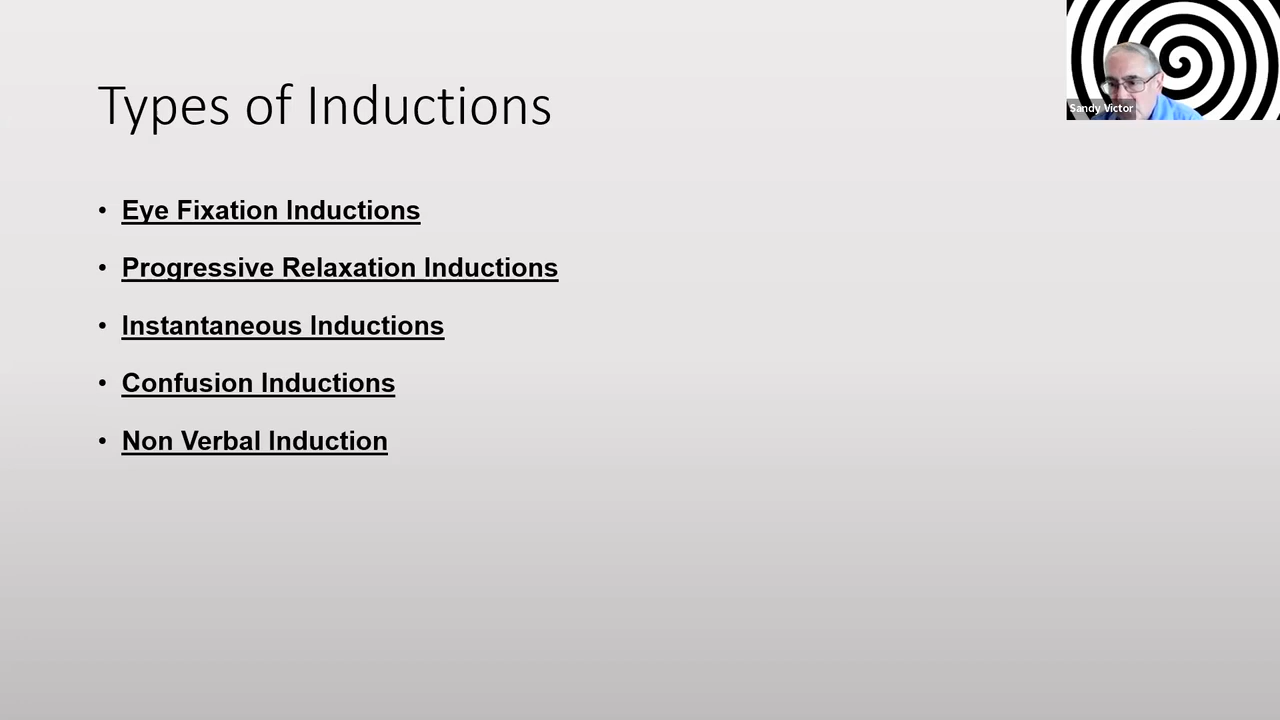 Types of Inductions
Sandy Victor
• Eye Fixation Inductions
• Progressive Relaxation Inductions
• Instantaneous Inductions
• Confusion Inductions
• Non Verbal Induction